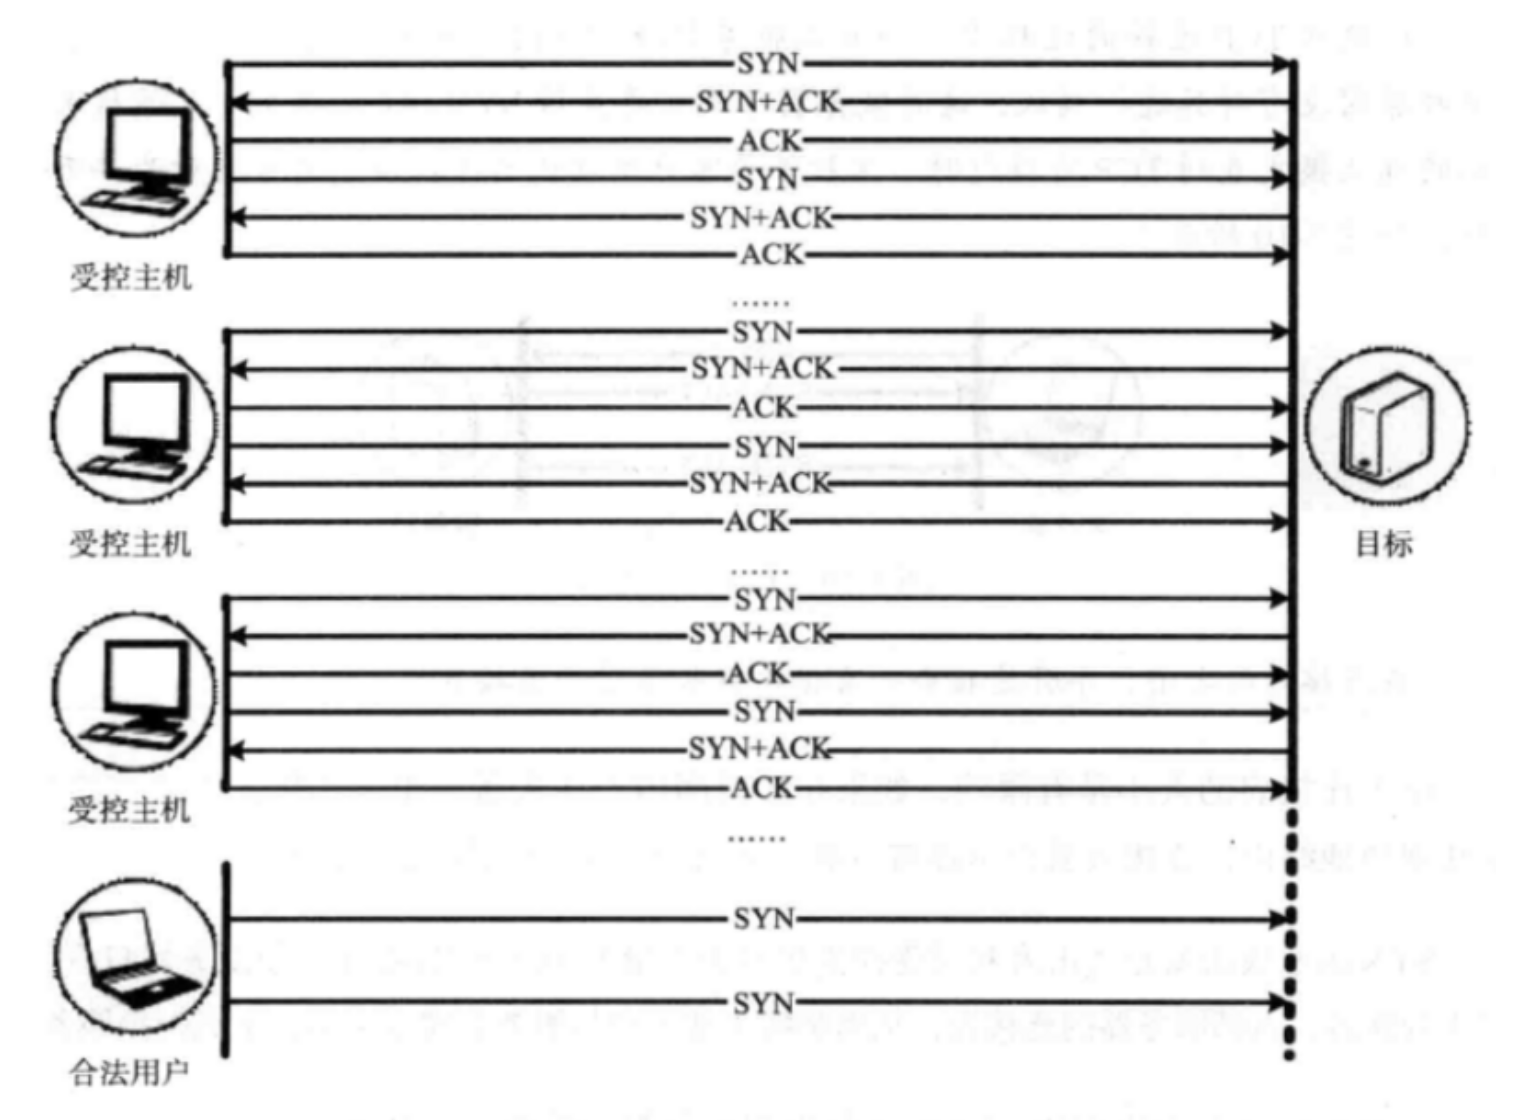 SYN
SYN+ACK
ACK
SYN
SYN+ACK
ACK
受控主机
......
SYN
SYN+ACK
ACK
SYN
SYN+ACK
ACK
受控主机
目标
......
SYN
SYN+ACK
ACK
SYN
SYN+ACK
ACK
受控主机
......
SYN
SYN
合法用户